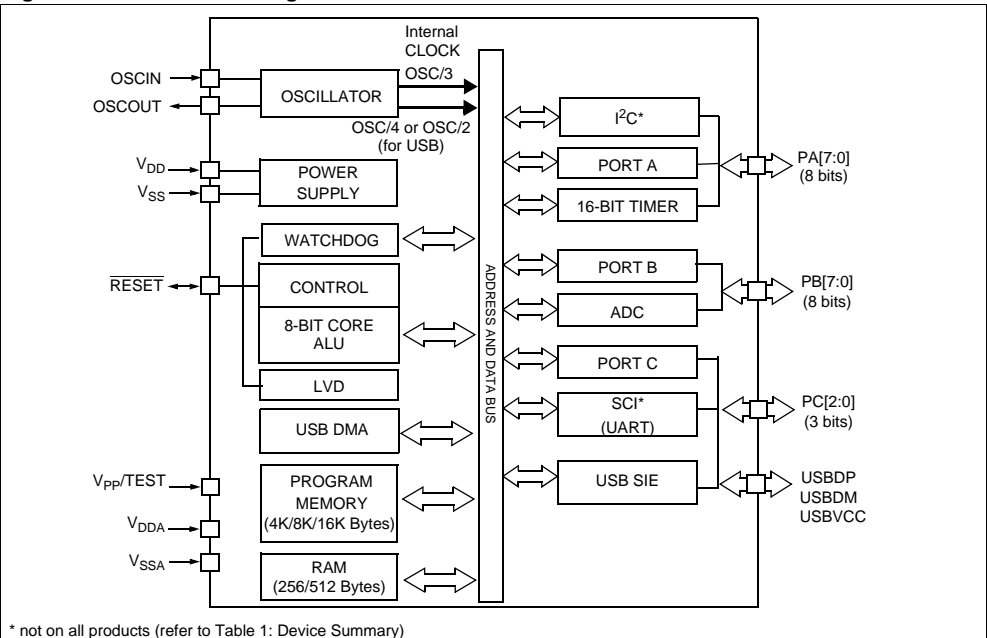 Internal
CLOCK
OSC/3
OSCIN
OSCOUT
OSCILLATOR
OSC/4 or OSC/2
(for USB)
VDD
VSS
POWER
SUPPLY
WATCHDOG
RESET
CONTROL
8-BIT CORE
ALU
LVD
USB DMA
VPP/TEST
VDDA
VSSA
PROGRAM
MEMORY
(4K/8K/16K Bytes)
RAM
(256/512 Bytes)
ADDRESS AND DATA BUS
I²C*
PORT A
16-BIT TIMER
PA[7:0]
(8 bits)
PORT B
ADC
PB[7:0]
(8 bits)
PORT C
SCI*
(UART)
USB SIE
PC[2:0]
(3 bits)
USBDP
USBDM
USBVCC
* not on all products (refer to Table 1: Device Summary)